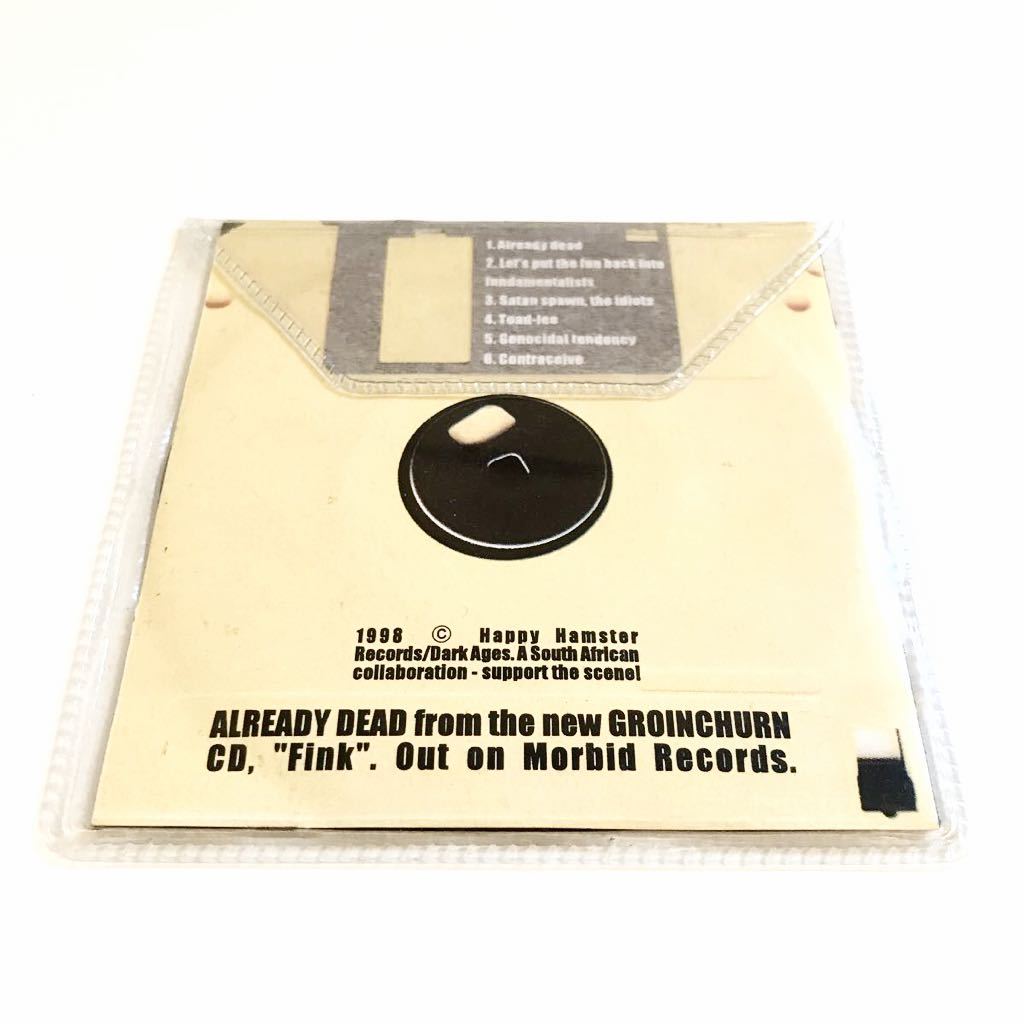 1. Already dead
2. Let's put the fun back into
fundamentalists
3. Satan spawn, the idiots
4. Toad-lee
5. Genocidal tendency
6. Contraceive
1998 © Happy Hamster
Records/Dark Ages. A South African
collaboration - support the scene!
ALREADY DEAD from the new GROINCHURN
CD, "Fink". Out on Morbid Records.